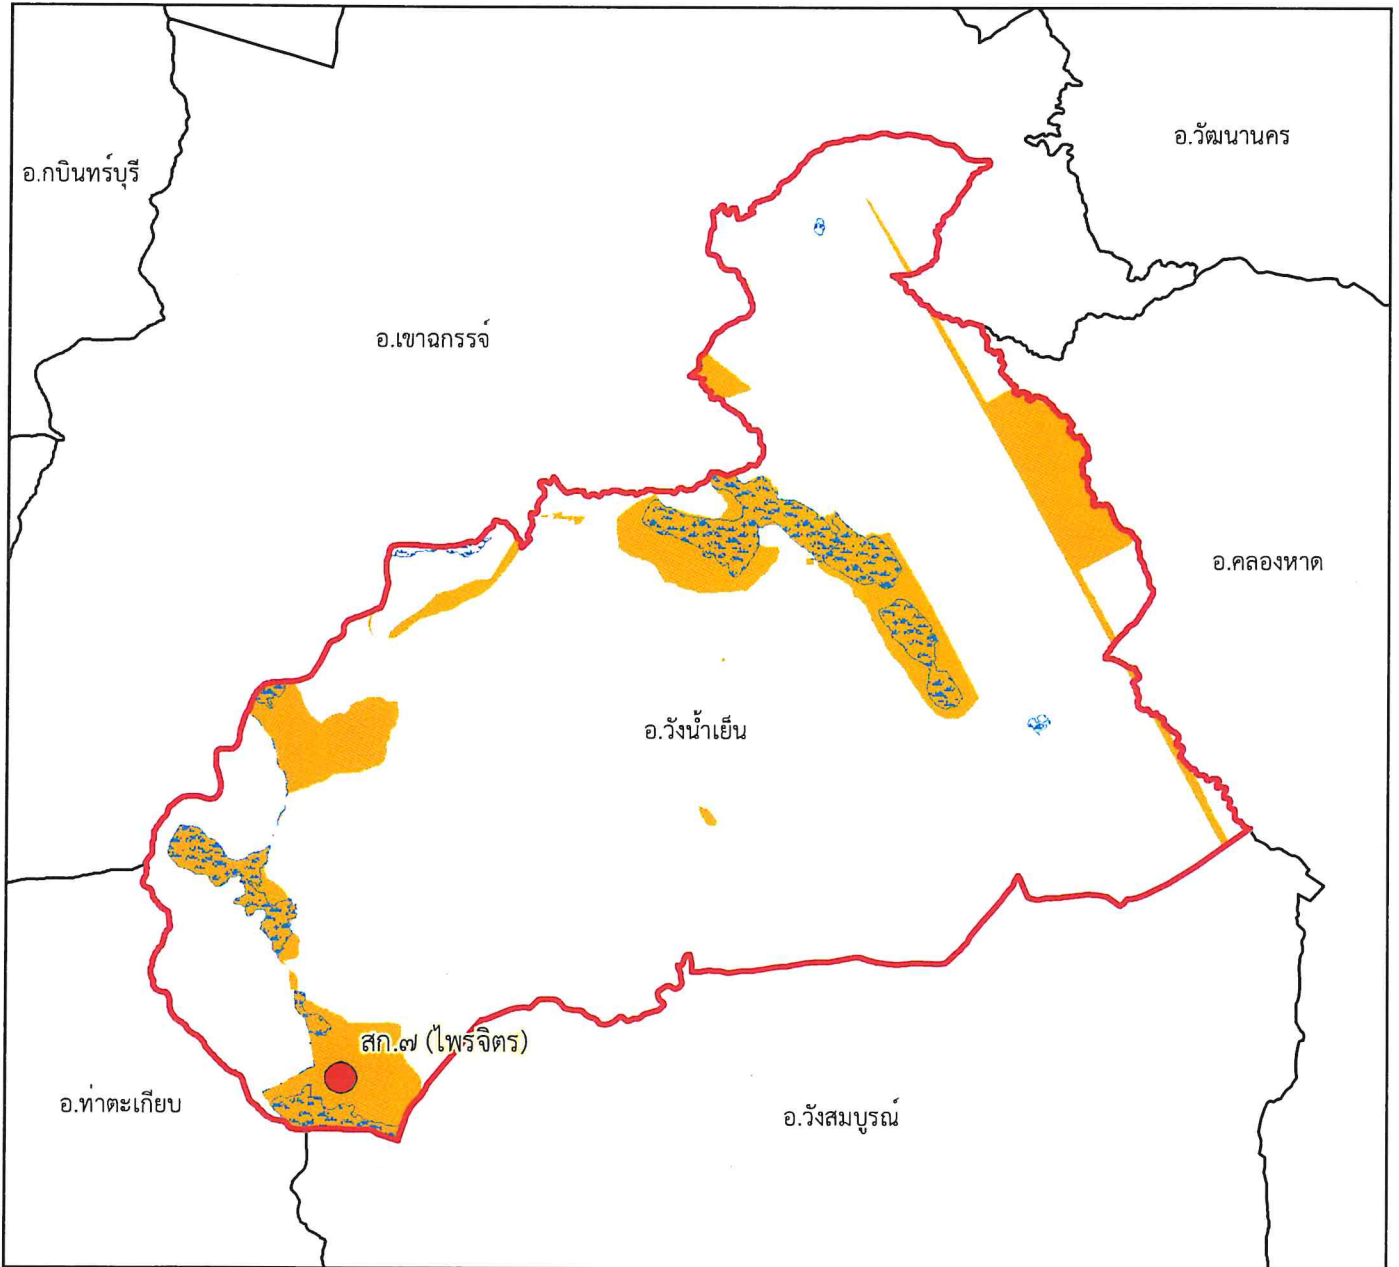 อ.วัฒนานคร
อ.กบินทร์บุรี
อ.เขาฉกรรจ์
อ.คลองหาด
อ.วังน้ำเย็น
สก.๗ (ไพรจิตร)
อ.ท่าตะเกียบ
อ.วังสมบูรณ์